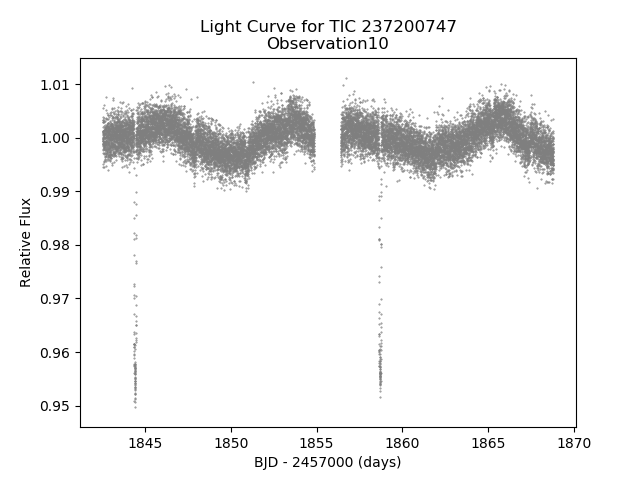 Light Curve for TIC 237200747
Observation10
1.01
1.00
0.99
0.98
0.97
0.96
0.95
Relative Flux
1845 1850 1855 1860 1865 1870
BJD - 2457000 (days)